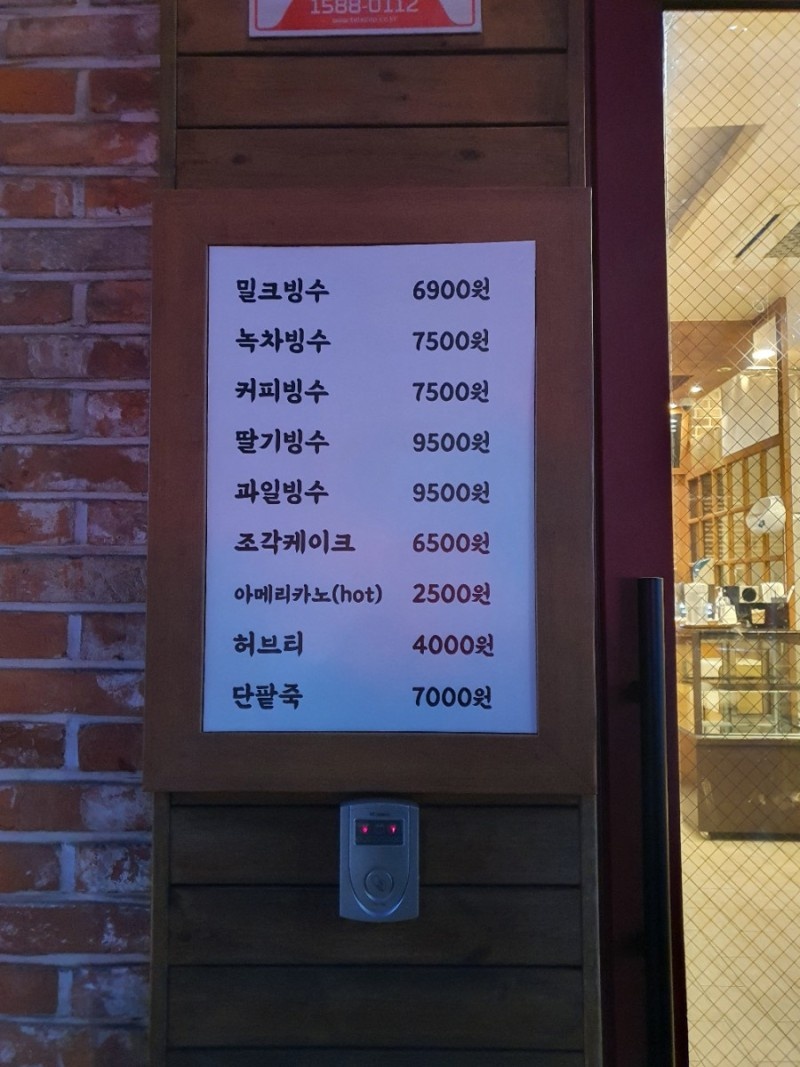 1588-0112
밀크빙수 6900원
녹차빙수 7500원
커피빙수 7500원
딸기빙수 9500원
과일빙수 9500원
조각케이크 6500원
아메리카노(hot) 2500원
허브티 4000원
단팥죽 7000원